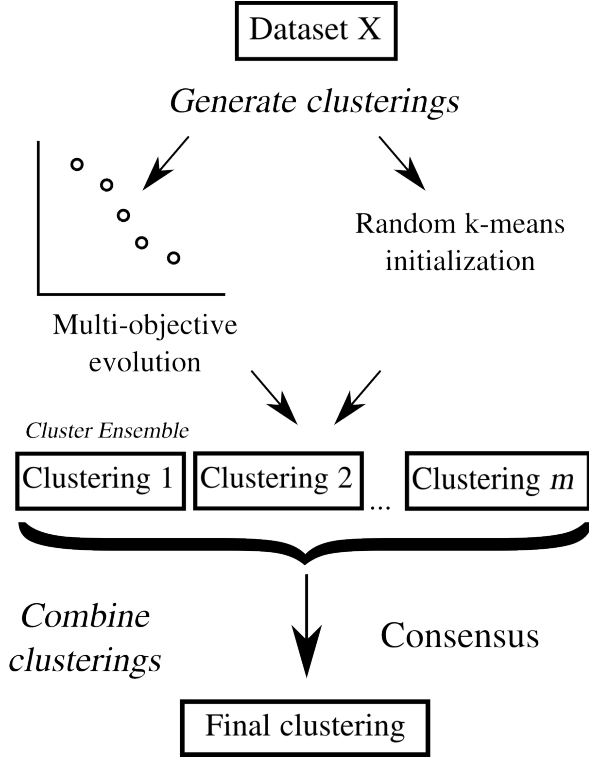 Dataset X
Generate clusterings
Random k-means
initialization
Multi-objective
evolution
Cluster Ensemble
Clustering 1
Clustering 2
...
Clustering m
Combine
clusterings
Consensus
Final clustering